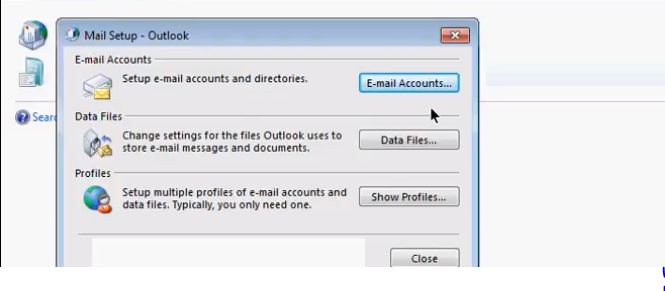 Mail Setup - Outlook
E-mail Accounts
Setup e-mail accounts and directories.
E-mail Accounts...
Data Files
Change settings for the files Outlook uses to
store e-mail messages and documents.
Data Files...
Profiles
Setup multiple profiles of e-mail accounts and
data files. Typically, you only need one.
Show Profiles...
Close